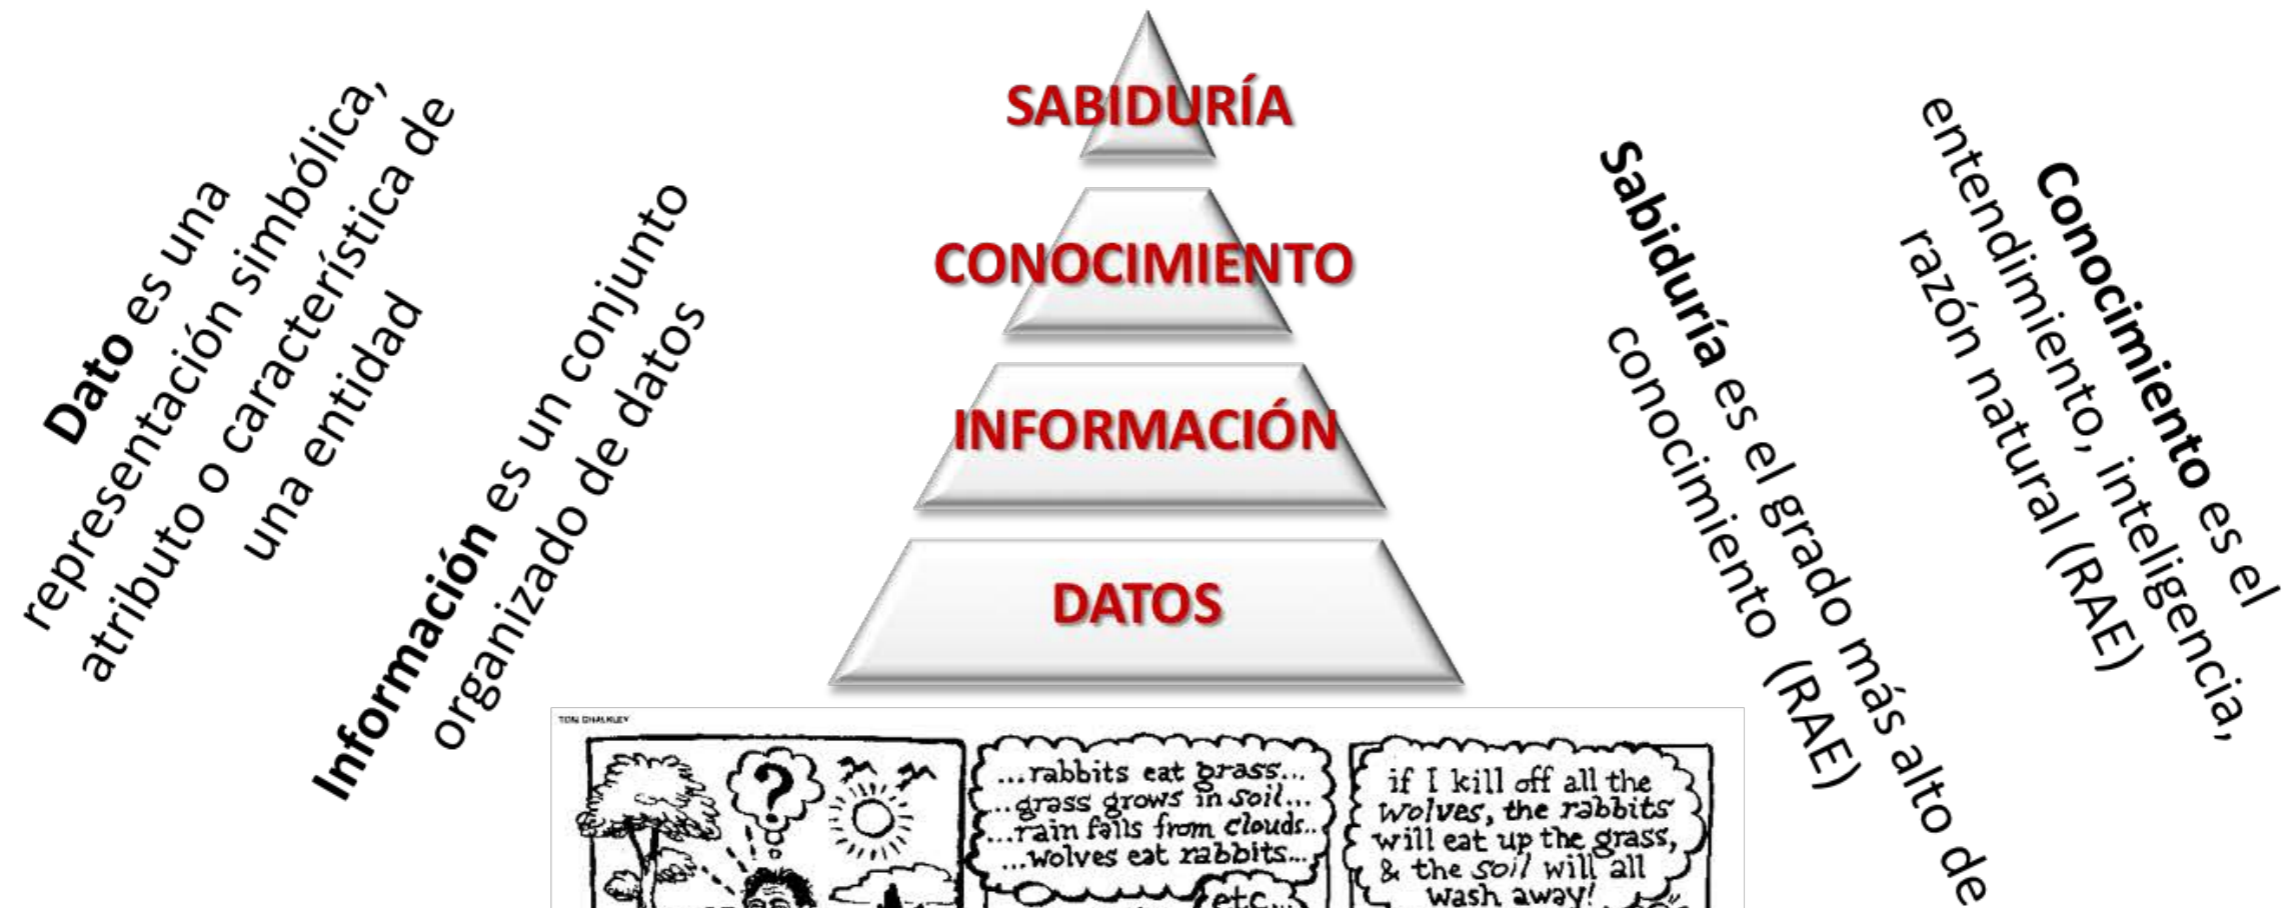 Dato es una
representación simbólica,
atributo o característica de
una entidad
Información es un conjunto
organizado de datos
SABIDURÍA
CONOCIMIENTO
INFORMACIÓN
DATOS
Sabiduría es el grado más alto de
conocimiento (RAE)
Conocimiento es el
entendimiento, inteligencia,
razón natural (RAE)
TOM CHALKLEY
?
...rabbits eat grass...
...grass grows in soil...
...rain falls from clouds..
...wolves eat rabbits...
etc...
if I kill off all the
wolves, the rabbits
will eat up the grass,
& the soil will all
wash away!